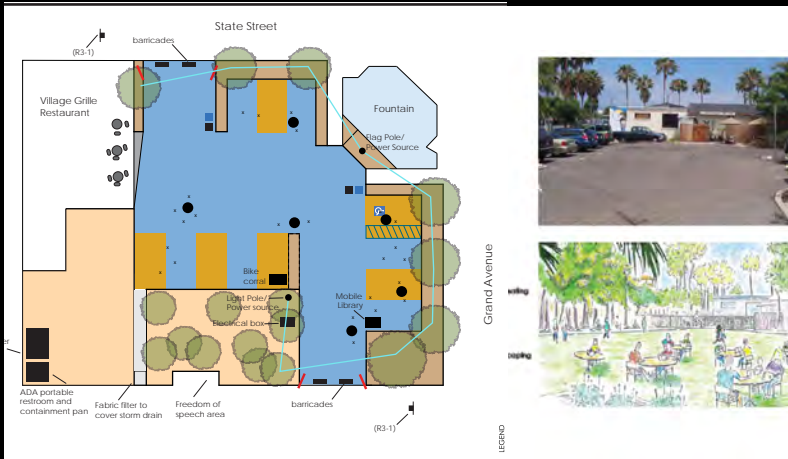 State Street
barricades
(R3-1)
Village Grille
Restaurant
Fountain
Flag Pole/
Power Source
Bike
corral
Light Pole/
Power source
Electrical box
Mobile
Library
Grand Avenue
ADA portable
restroom and
containment pan
Fabric filter to
cover storm drain
Freedom of
speech area
barricades
(R3-1)
LEGEND